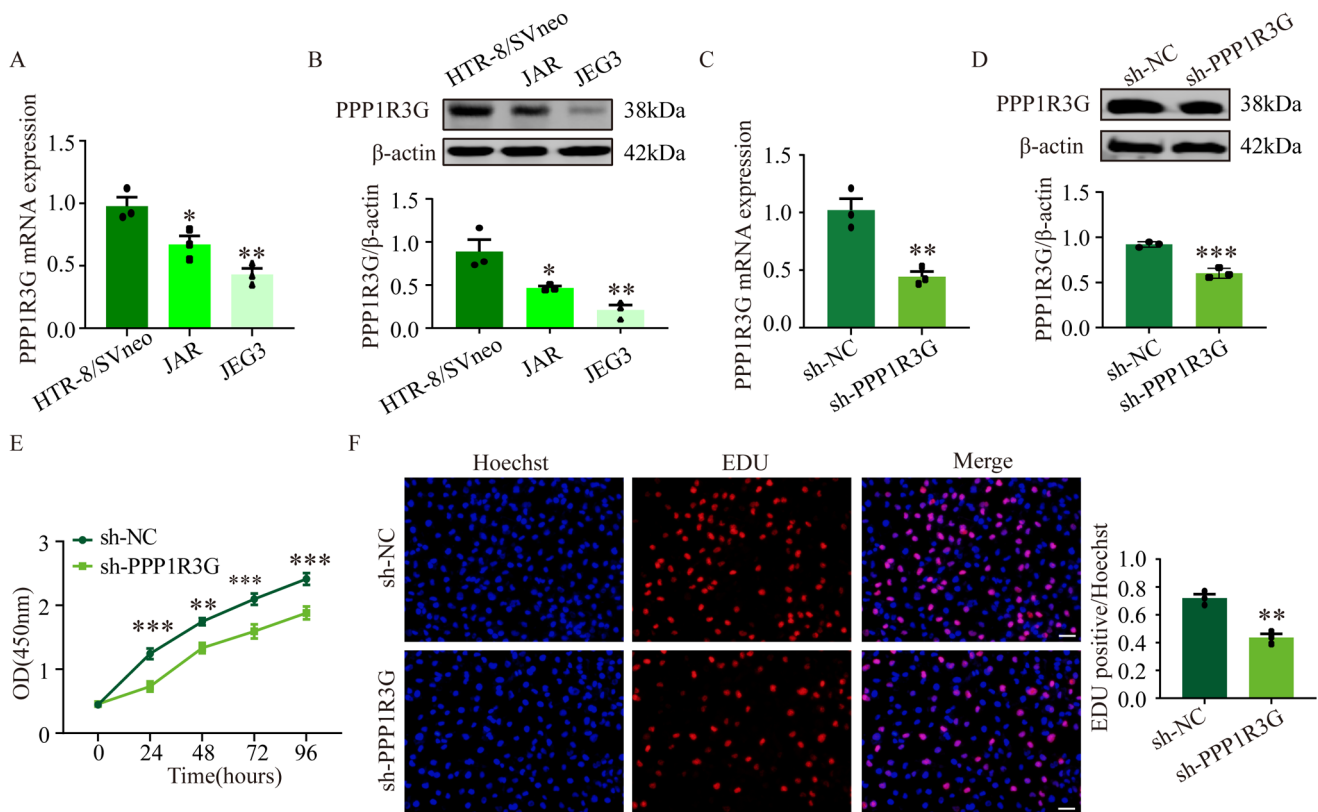 A
PPP1R3G mRNA expression
1.5
1.0
0.5
0.0
*
**
HTR-8/SVneo
JAR
JEG3
B
HTR-8/SVneo
JAR
JEG3
PPP1R3G
38kDa
β-actin
42kDa
PPP1R3G/β-actin
1.5
1.0
0.5
0.0
*
**
HTR-8/SVneo
JAR
JEG3
C
PPP1R3G mRNA expression
1.5
1.0
0.5
0.0
**
sh-NC
sh-PPP1R3G
D
sh-NC
sh-PPP1R3G
PPP1R3G
38kDa
β-actin
42kDa
PPP1R3G/β-actin
1.5
1.0
0.5
0.0
***
sh-NC
sh-PPP1R3G
E
OD(450nm)
3
2
1
0
sh-NC
sh-PPP1R3G
***
**
***
***
0
24
48
72
96
Time(hours)
F
Hoechst
EDU
Merge
sh-NC
sh-PPP1R3G
EDU positive/Hoechst
1.0
0.8
0.6
0.4
0.2
0.0
**
sh-NC
sh-PPP1R3G